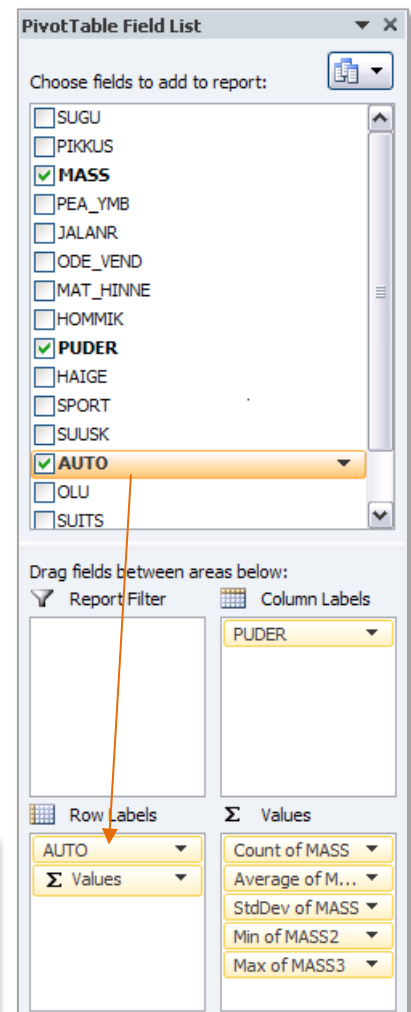 PivotTable Field List
Choose fields to add to report:
SUGU
PIKKUS
MASS
PEA_YMB
JALANR
ODE_VEND
MAT_HINNE
HOMMIK
PUDER
HAIGE
SPORT
SUUSK
AUTO
OLU
SUITS
Drag fields between areas below:
Report Filter
Column Labels
PUDER
Row Labels
Σ Values
AUTO
Σ Values
Count of MASS
Average of M...
StdDev of MASS
Min of MASS2
Max of MASS3